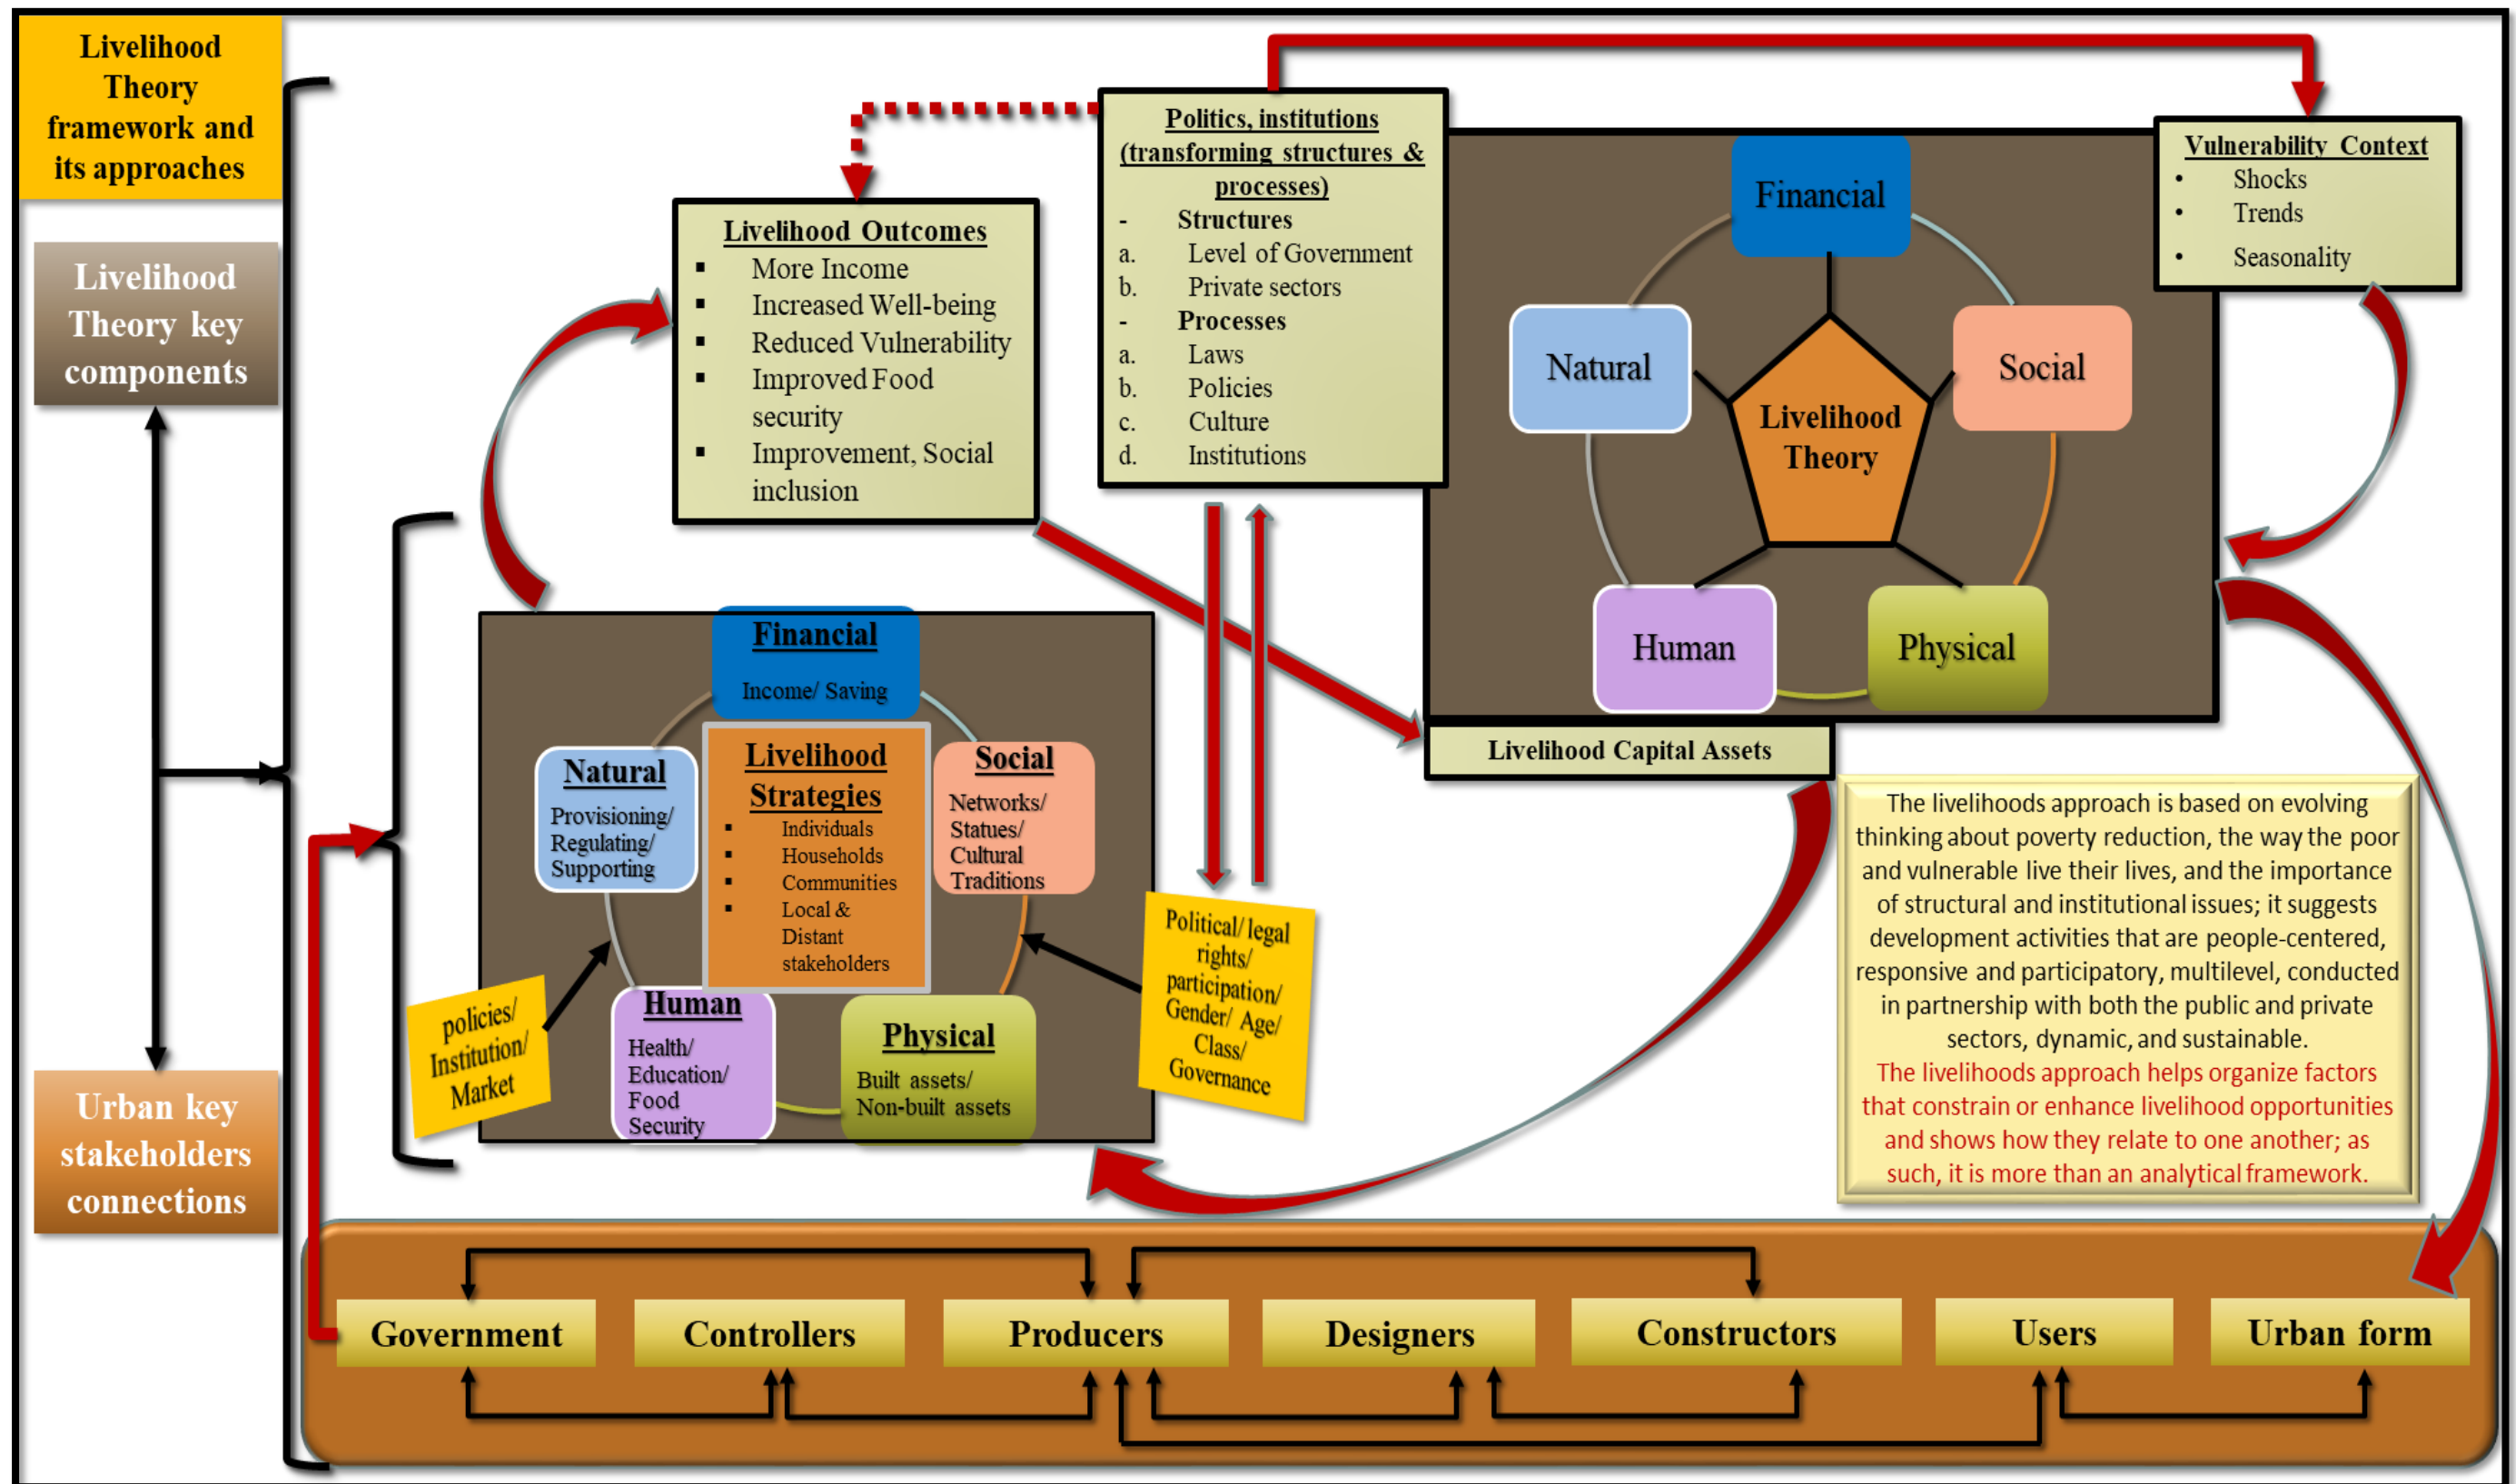 Livelihood
Theory
framework and
its approaches
Livelihood
Theory key
components
Urban key
stakeholders
connections
Livelihood Outcomes
▪ More Income
▪ Increased Well-being
▪ Reduced Vulnerability
▪ Improved Food
security
▪ Improvement, Social
inclusion
Politics, institutions
(transforming structures &
processes)
- Structures
a. Level of Government
b. Private sectors
- Processes
a. Laws
b. Policies
c. Culture
d. Institutions
Vulnerability Context
• Shocks
• Trends
• Seasonality
Financial
Natural
Social
Livelihood
Theory
Human
Physical
Livelihood Capital Assets
Financial
Income/ Saving
Natural
Provisioning/
Regulating/
Supporting
Livelihood
Strategies
▪ Individuals
▪ Households
▪ Communities
▪ Local &
Distant
stakeholders
Social
Networks/
Statues/
Cultural
Traditions
Human
Health/
Education/
Food
Security
Physical
Built assets/
Non-built assets
policies/
Institution/
Market
Political/ legal
rights/
participation/
Gender/ Age/
Class/
Governance
The livelihoods approach is based on evolving
thinking about poverty reduction, the way the poor
and vulnerable live their lives, and the importance
of structural and institutional issues; it suggests
development activities that are people-centered,
responsive and participatory, multilevel, conducted
in partnership with both the public and private
sectors, dynamic, and sustainable.
The livelihoods approach helps organize factors
that constrain or enhance livelihood opportunities
and shows how they relate to one another; as
such, it is more than an analytical framework.
Government
Controllers
Producers
Designers
Constructors
Users
Urban form